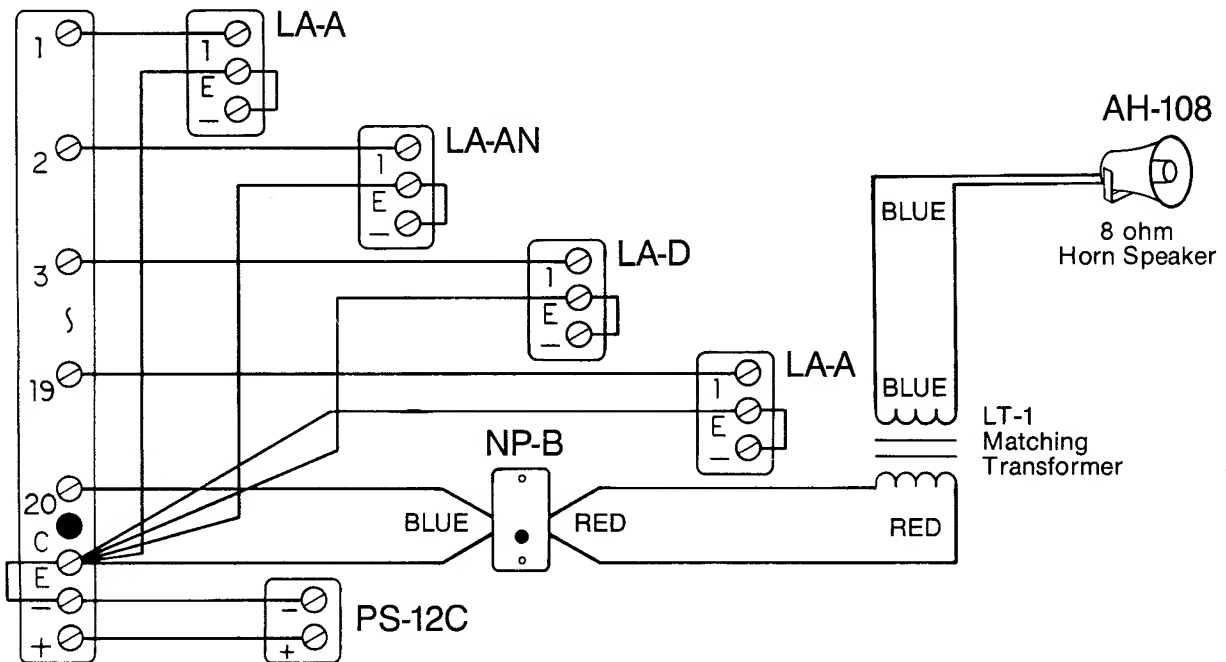 1
2
3
19
20
C
E
−
+
LA-A
1
E
−
LA-AN
1
E
−
LA-D
1
E
−
LA-A
1
E
−
NP-B
BLUE
RED
PS-12C
−
+
AH-108
8 ohm
Horn Speaker
BLUE
BLUE
LT-1
Matching
Transformer
RED